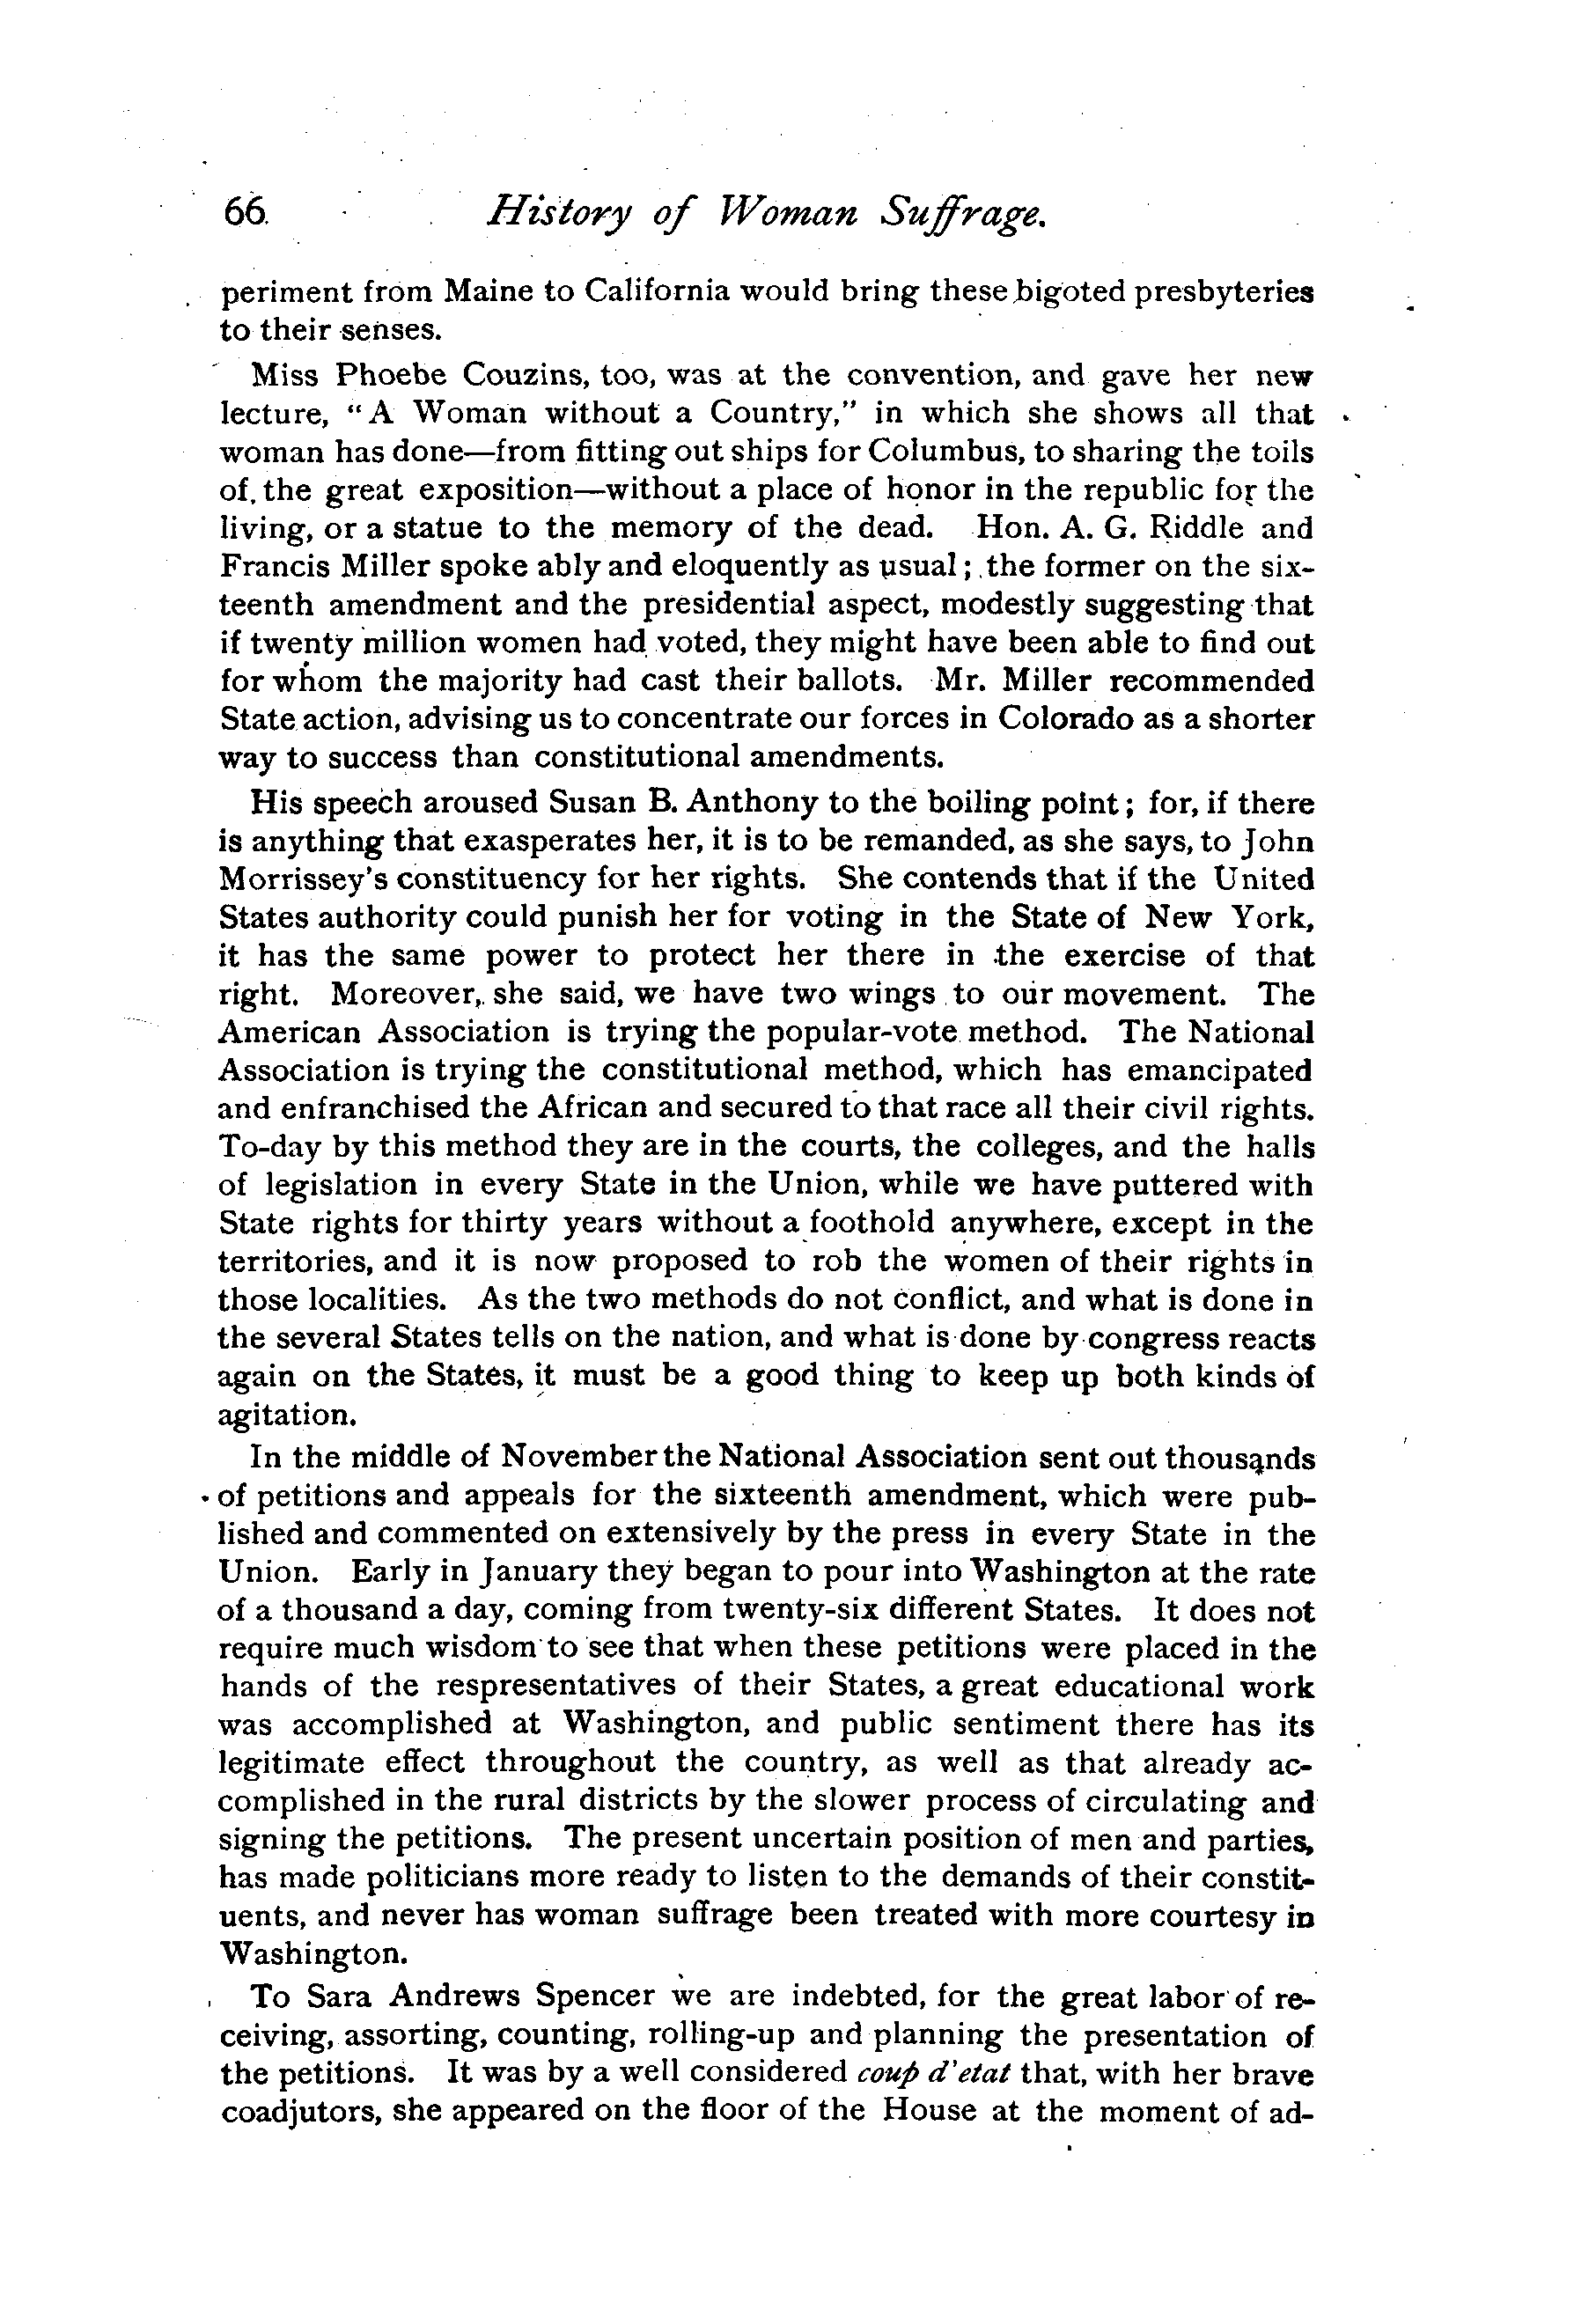 66. History of Woman Suffrage.
periment from Maine to California would bring these bigoted presbyteries
to their senses.
Miss Phoebe Couzins, too, was at the convention, and gave her new
lecture, "A Woman without a Country," in which she shows all that
woman has done—from fitting out ships for Columbus, to sharing the toils
of the great exposition—without a place of honor in the republic for the
living, or a statue to the memory of the dead. Hon. A. G. Riddle and
Francis Miller spoke ably and eloquently as usual; the former on the six-
teenth amendment and the presidential aspect, modestly suggesting that
if twenty million women had voted, they might have been able to find out
for whom the majority had cast their ballots. Mr. Miller recommended
State action, advising us to concentrate our forces in Colorado as a shorter
way to success than constitutional amendments.
His speech aroused Susan B. Anthony to the boiling point; for, if there
is anything that exasperates her, it is to be remanded, as she says, to John
Morrissey's constituency for her rights. She contends that if the United
States authority could punish her for voting in the State of New York,
it has the same power to protect her there in the exercise of that
right. Moreover, she said, we have two wings to our movement. The
American Association is trying the popular-vote method. The National
Association is trying the constitutional method, which has emancipated
and enfranchised the African and secured to that race all their civil rights.
To-day by this method they are in the courts, the colleges, and the halls
of legislation in every State in the Union, while we have puttered with
State rights for thirty years without a foothold anywhere, except in the
territories, and it is now proposed to rob the women of their rights in
those localities. As the two methods do not conflict, and what is done in
the several States tells on the nation, and what is done by congress reacts
again on the States, it must be a good thing to keep up both kinds of
agitation.
In the middle of November the National Association sent out thousands
of petitions and appeals for the sixteenth amendment, which were pub-
lished and commented on extensively by the press in every State in the
Union. Early in January they began to pour into Washington at the rate
of a thousand a day, coming from twenty-six different States. It does not
require much wisdom to see that when these petitions were placed in the
hands of the respresentatives of their States, a great educational work
was accomplished at Washington, and public sentiment there has its
legitimate effect throughout the country, as well as that already ac-
complished in the rural districts by the slower process of circulating and
signing the petitions. The present uncertain position of men and parties,
has made politicians more ready to listen to the demands of their constit-
uents, and never has woman suffrage been treated with more courtesy in
Washington.
To Sara Andrews Spencer we are indebted, for the great labor of re-
ceiving, assorting, counting, rolling-up and planning the presentation of
the petitions. It was by a well considered coup d'etat that, with her brave
coadjutors, she appeared on the floor of the House at the moment of ad-